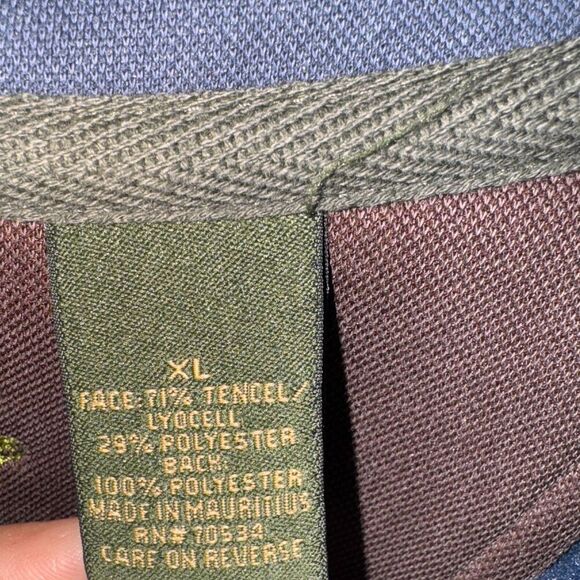 XL
FACE: 71% TENCEL/
LYOCELL
29% POLYESTER
BACK:
100% POLYESTER
MADE IN MAURITIUS
RN# 70534
CARE ON REVERSE